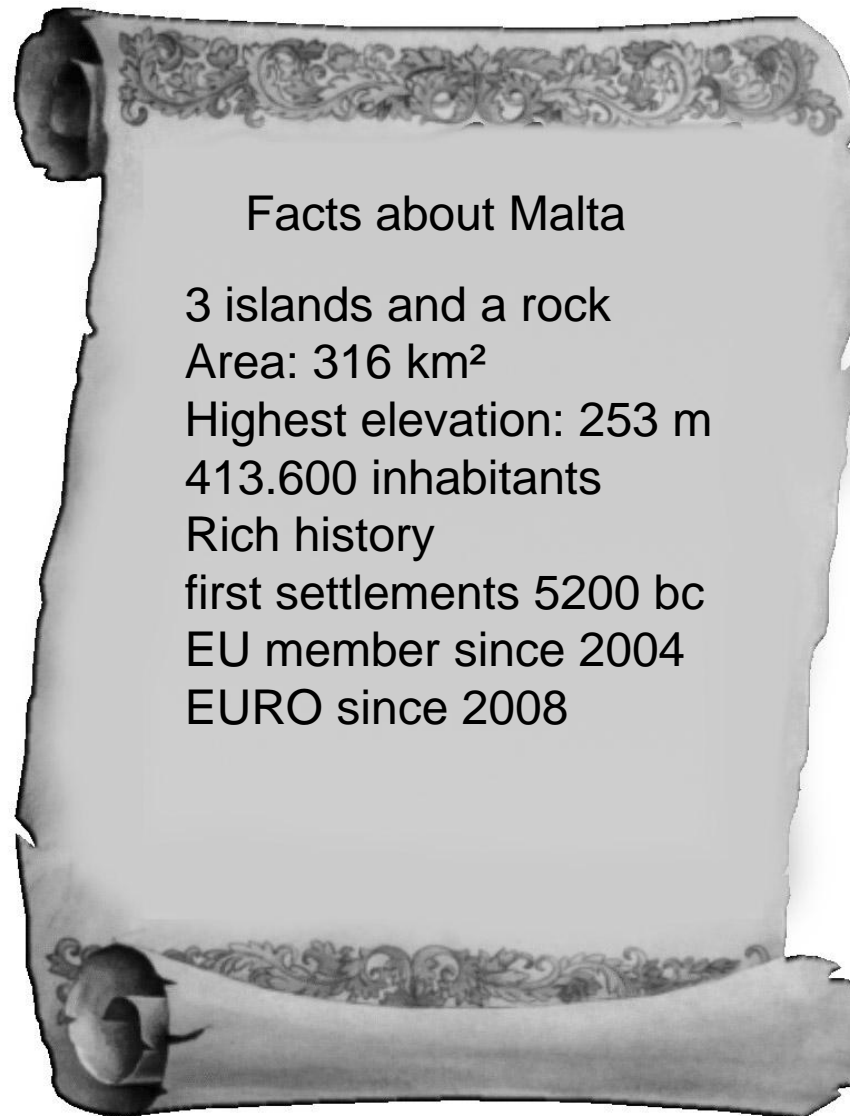 Facts about Malta
3 islands and a rock
Area: 316 km²
Highest elevation: 253 m
413.600 inhabitants
Rich history
first settlements 5200 bc
EU member since 2004
EURO since 2008